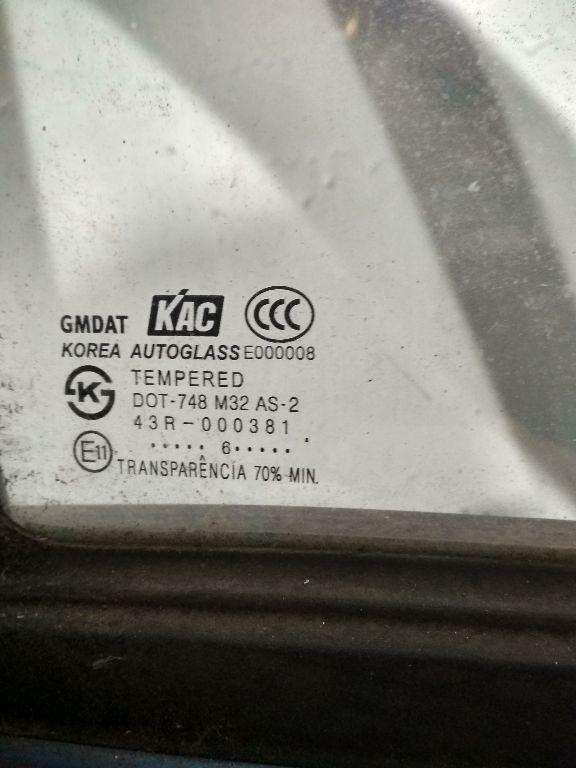 GMDAT KAC CCC
KOREA AUTOGLASS E000008
K S TEMPERED
DOT-748 M32 AS-2
43R-000381
····· 6····· .
E11 TRANSPARÊNCIA 70% MIN.